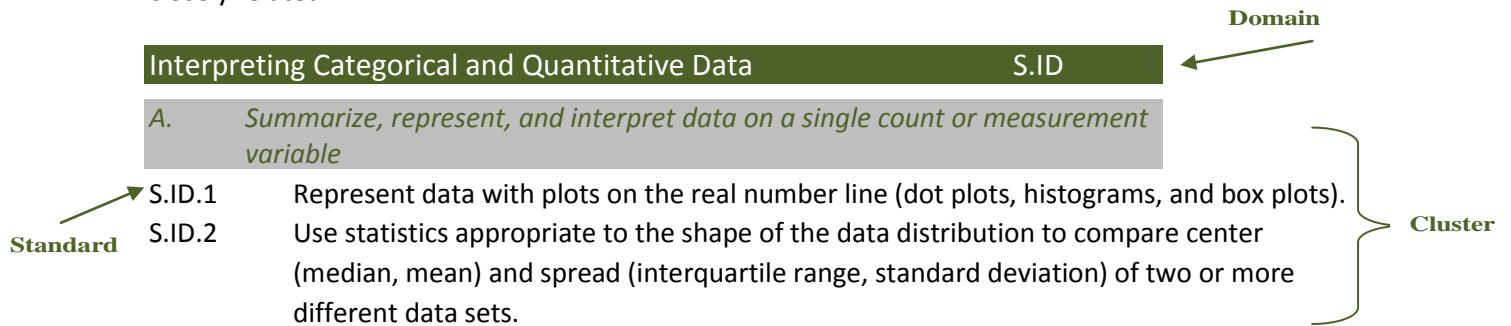 Domain
Interpreting Categorical and Quantitative Data S.ID
A. Summarize, represent, and interpret data on a single count or measurement
variable
S.ID.1 Represent data with plots on the real number line (dot plots, histograms, and box plots).
Standard S.ID.2 Use statistics appropriate to the shape of the data distribution to compare center
Cluster
(median, mean) and spread (interquartile range, standard deviation) of two or more
different data sets.